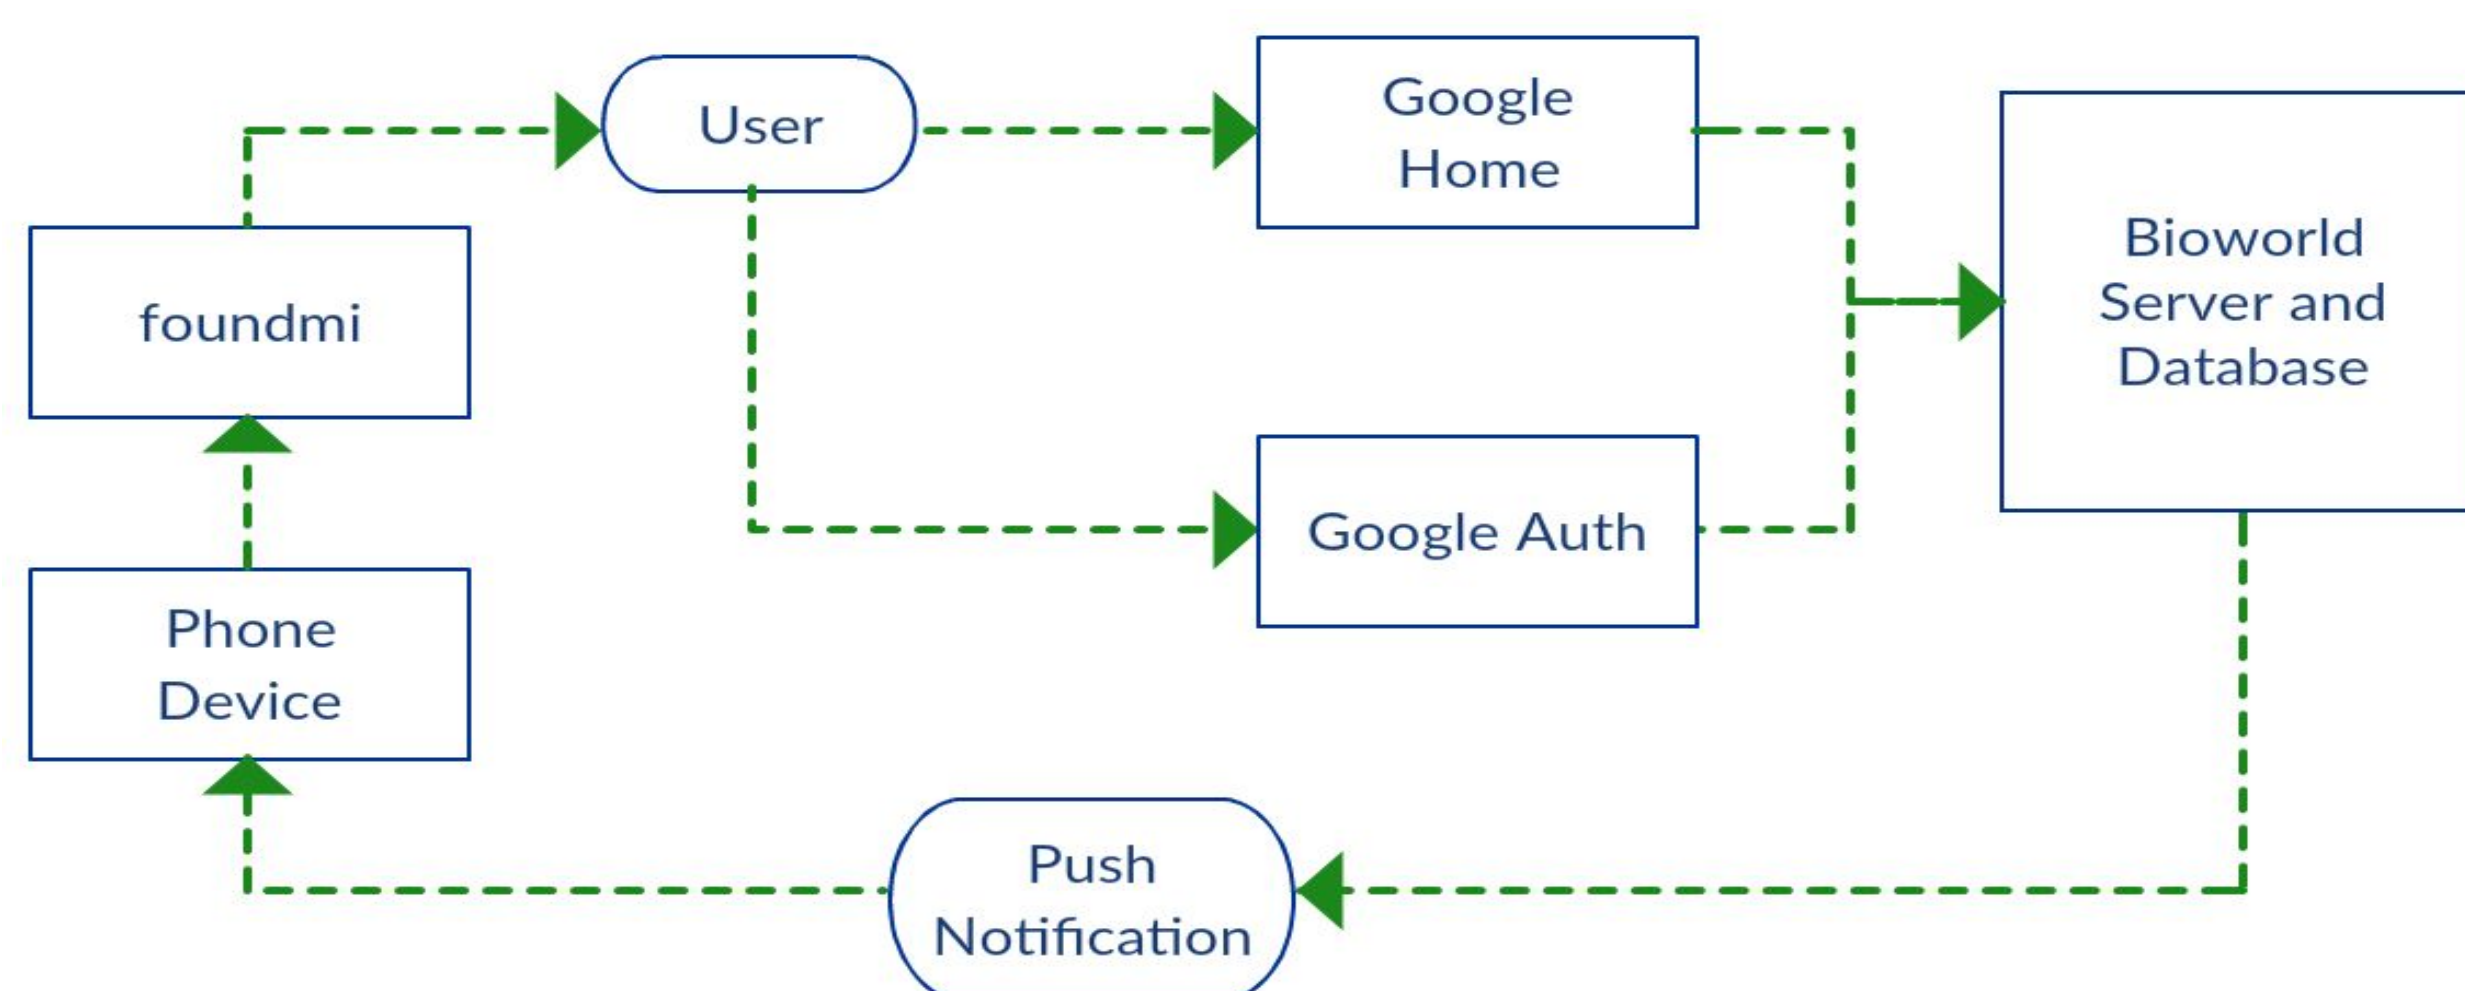 User
Google
Home
Bioworld
Server and
Database
foundmi
Google Auth
Phone
Device
Push
Notification